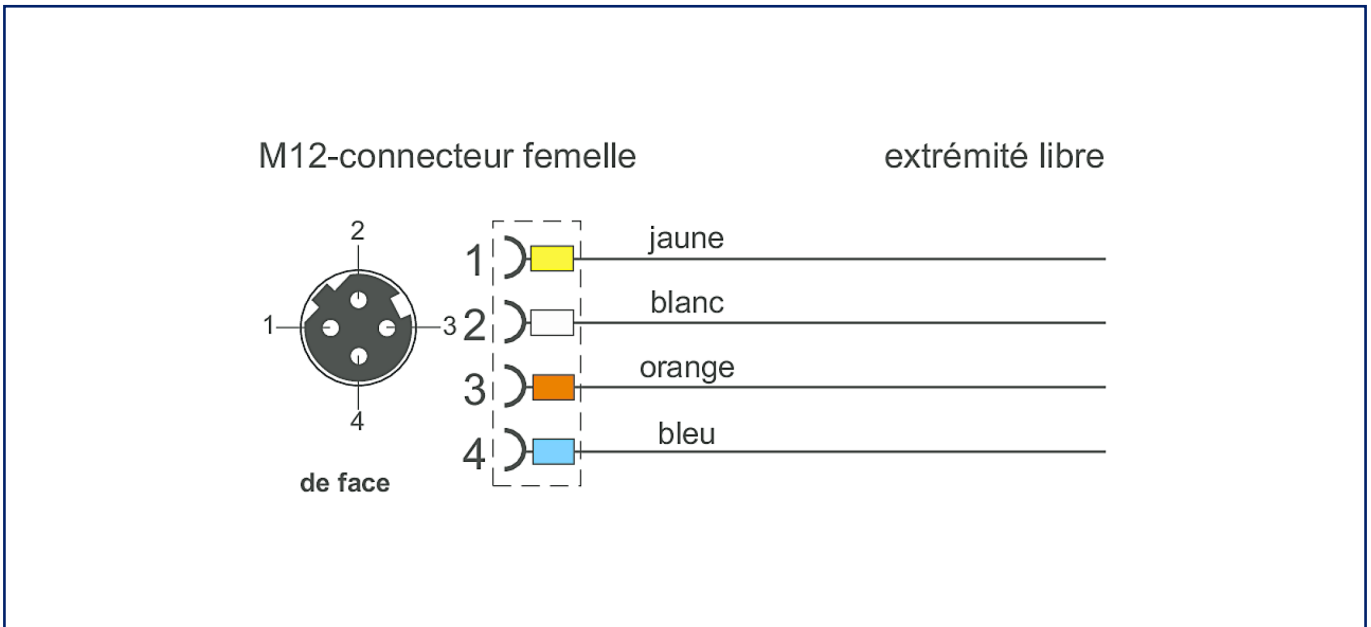 M12-connecteur femelle
extrémité libre
2
1
3
4
de face
1
jaune
2
blanc
3
orange
4
bleu